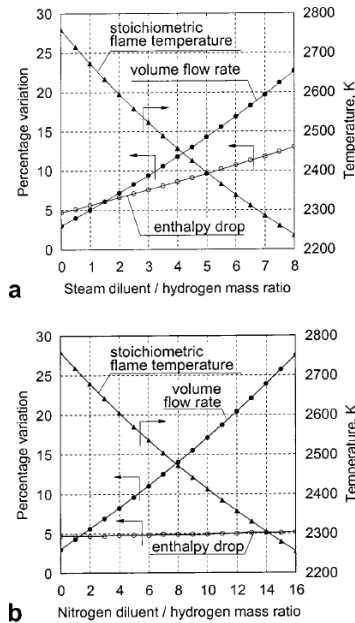 30
25
20
15
10
5
0
Percentage variation
stoichiometric
flame temperature
volume flow rate
enthalpy drop
2800
2700
2600
2500
2400
2300
2200
Temperature, K
0 1 2 3 4 5 6 7 8
a
Steam diluent / hydrogen mass ratio
30
25
20
15
10
5
0
Percentage variation
stoichiometric
flame temperature
volume
flow rate
enthalpy drop
2800
2700
2600
2500
2400
2300
2200
Temperature, K
0 2 4 6 8 10 12 14 16
b
Nitrogen diluent / hydrogen mass ratio